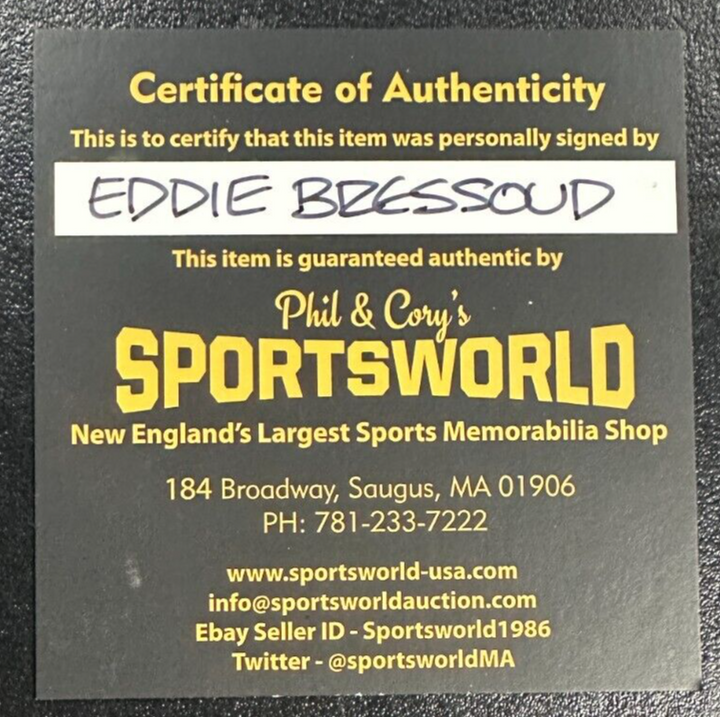 Certificate of Authenticity
This is to certify that this item was personally signed by
EDDIE BRESSOUD
This item is guaranteed authentic by
Phil & Cory's
SPORTSWORLD
New England's Largest Sports Memorabilia Shop
184 Broadway, Saugus, MA 01906
PH: 781-233-7222
www.sportsworld-usa.com
info@sportsworldauction.com
Ebay Seller ID - Sportsworld1986
Twitter - @sportsworldMA